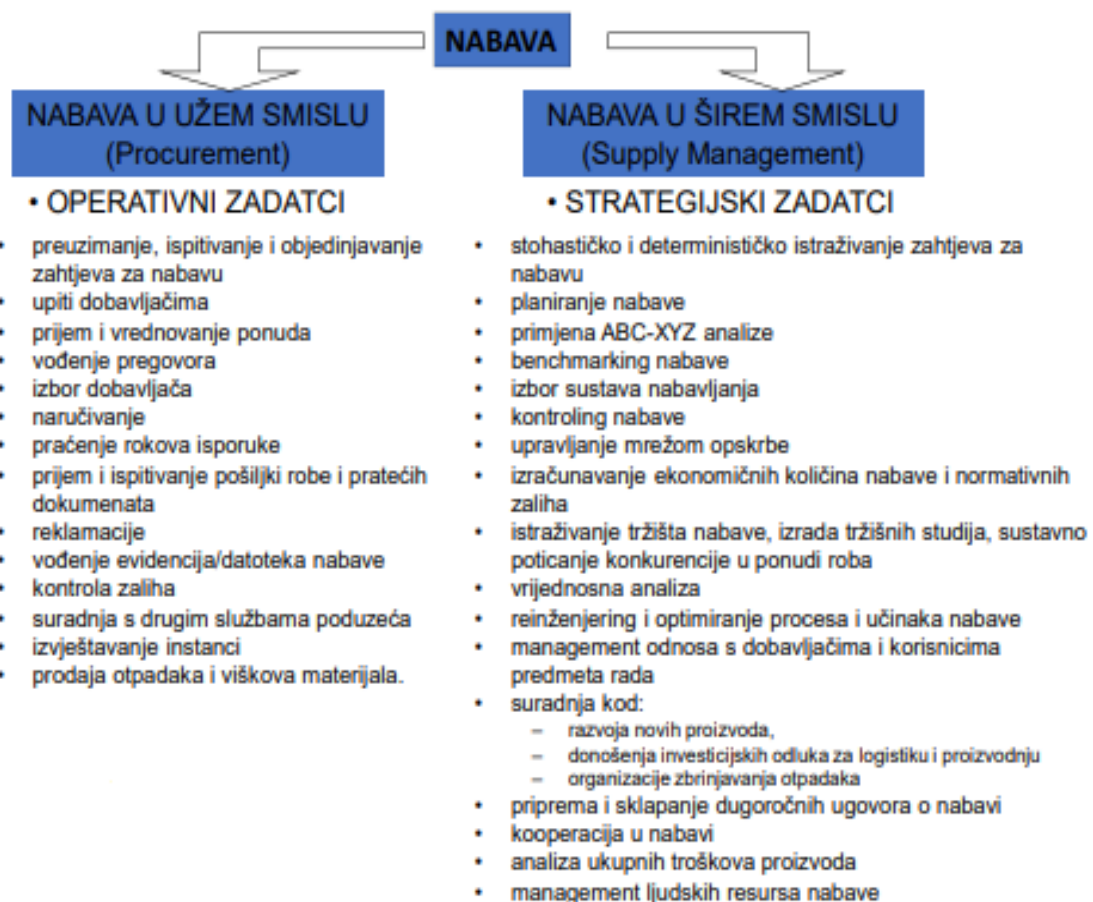 NABAVA
NABAVA U UŽEM SMISLU
(Procurement)
• OPERATIVNI ZADATCI
• preuzimanje, ispitivanje i objedinjavanje
zahtjeva za nabavu
• upiti dobavljačima
• prijem i vrednovanje ponuda
• vođenje pregovora
• izbor dobavljača
• naručivanje
• praćenje rokova isporuke
• prijem i ispitivanje pošiljki robe i pratećih
dokumenata
• reklamacije
• vođenje evidencija/datoteka nabave
• kontrola zaliha
• suradnja s drugim službama poduzeća
• izvještavanje instanci
• prodaja otpadaka i viškova materijala.
NABAVA U ŠIREM SMISLU
(Supply Management)
• STRATEGIJSKI ZADATCI
• stohastičko i determinističko istraživanje zahtjeva za
nabavu
• planiranje nabave
• primjena ABC-XYZ analize
• benchmarking nabave
• izbor sustava nabavljanja
• kontroling nabave
• upravljanje mrežom opskrbe
• izračunavanje ekonomičnih količina nabave i normativnih
zaliha
• istraživanje tržišta nabave, izrada tržišnih studija, sustavno
poticanje konkurencije u ponudi roba
• vrijednosna analiza
• reinženjering i optimiranje procesa i učinaka nabave
• management odnosa s dobavljačima i korisnicima
predmeta rada
• suradnja kod:
– razvoja novih proizvoda,
– donošenja investicijskih odluka za logistiku i proizvodnju
– organizacije zbrinjavanja otpadaka
• priprema i sklapanje dugoročnih ugovora o nabavi
• kooperacija u nabavi
• analiza ukupnih troškova proizvoda
• management ljudskih resursa nabave